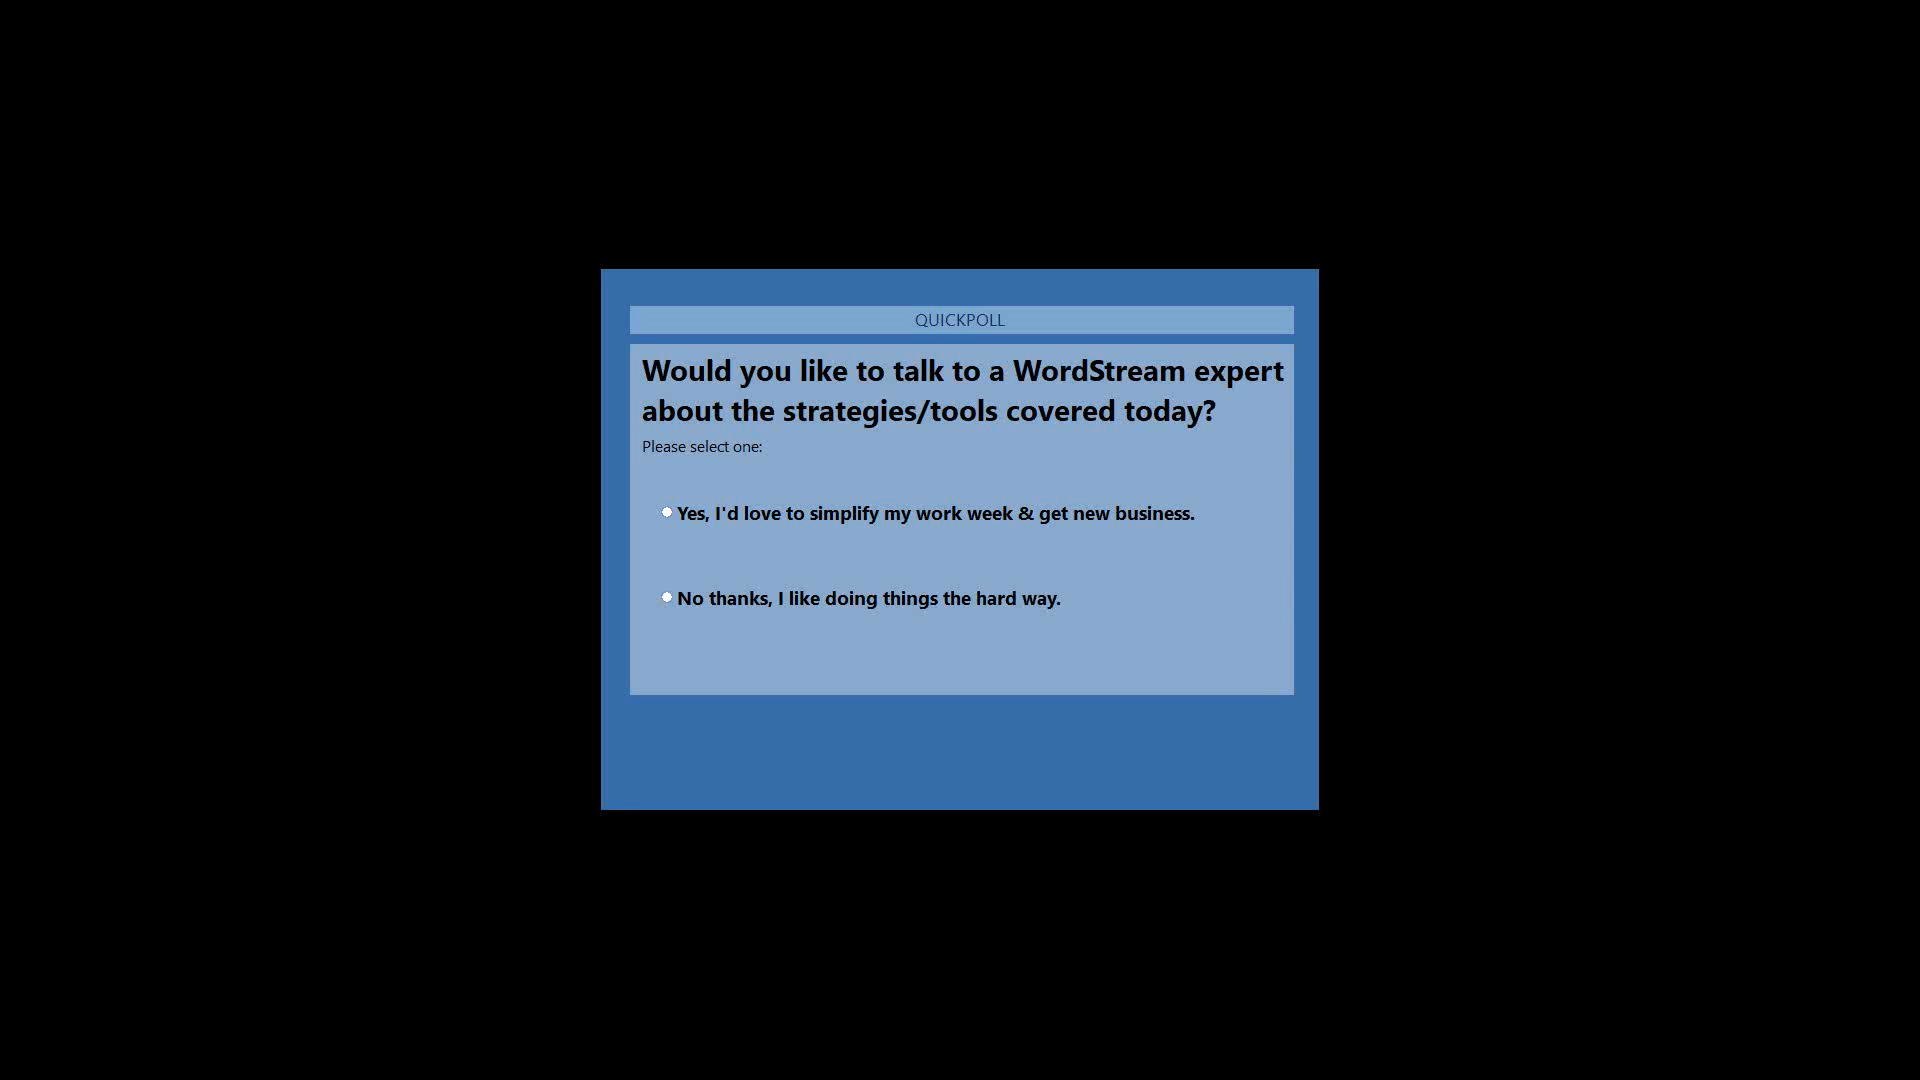 QUICKPOLL
Would you like to talk to a WordStream expert
about the strategies/tools covered today?
Please select one:
Yes, I'd love to simplify my work week & get new business.
No thanks, I like doing things the hard way.